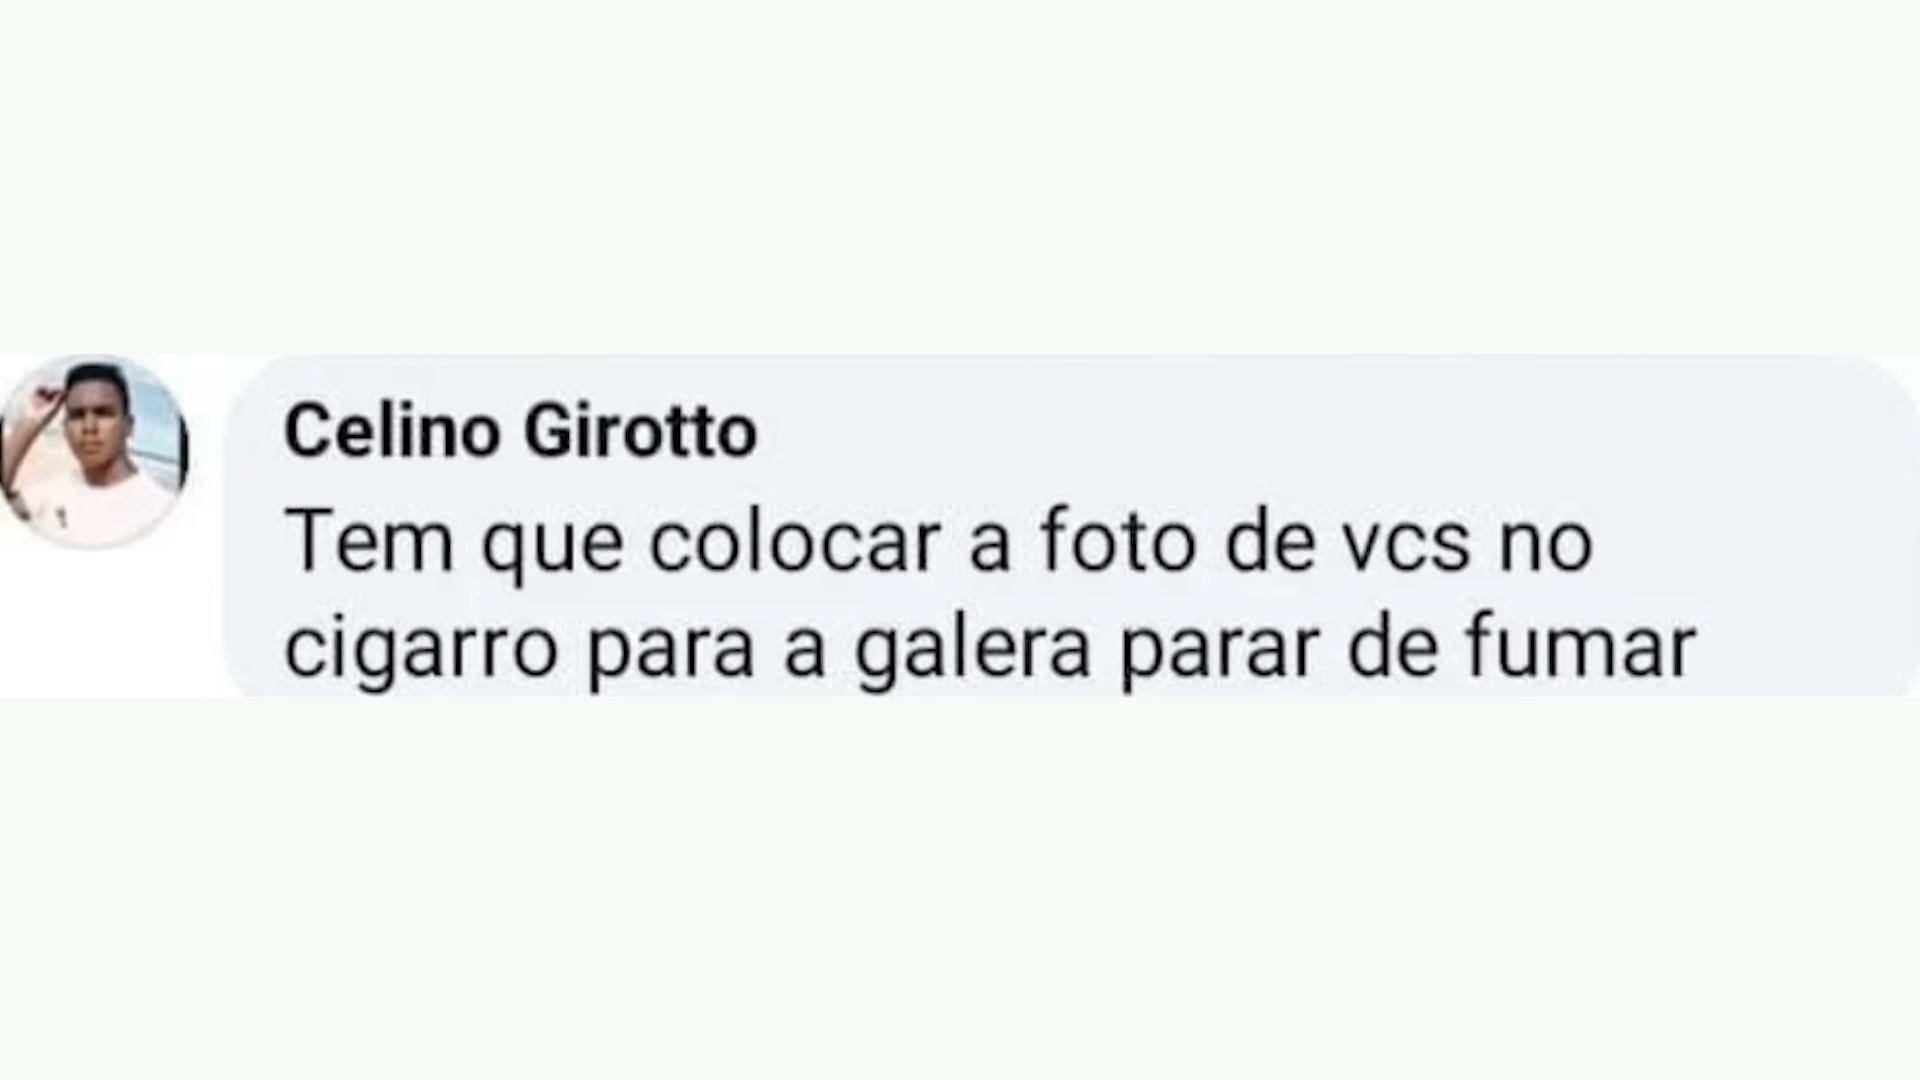 Celino Girotto
Tem que colocar a foto de vcs no
cigarro para a galera parar de fumar